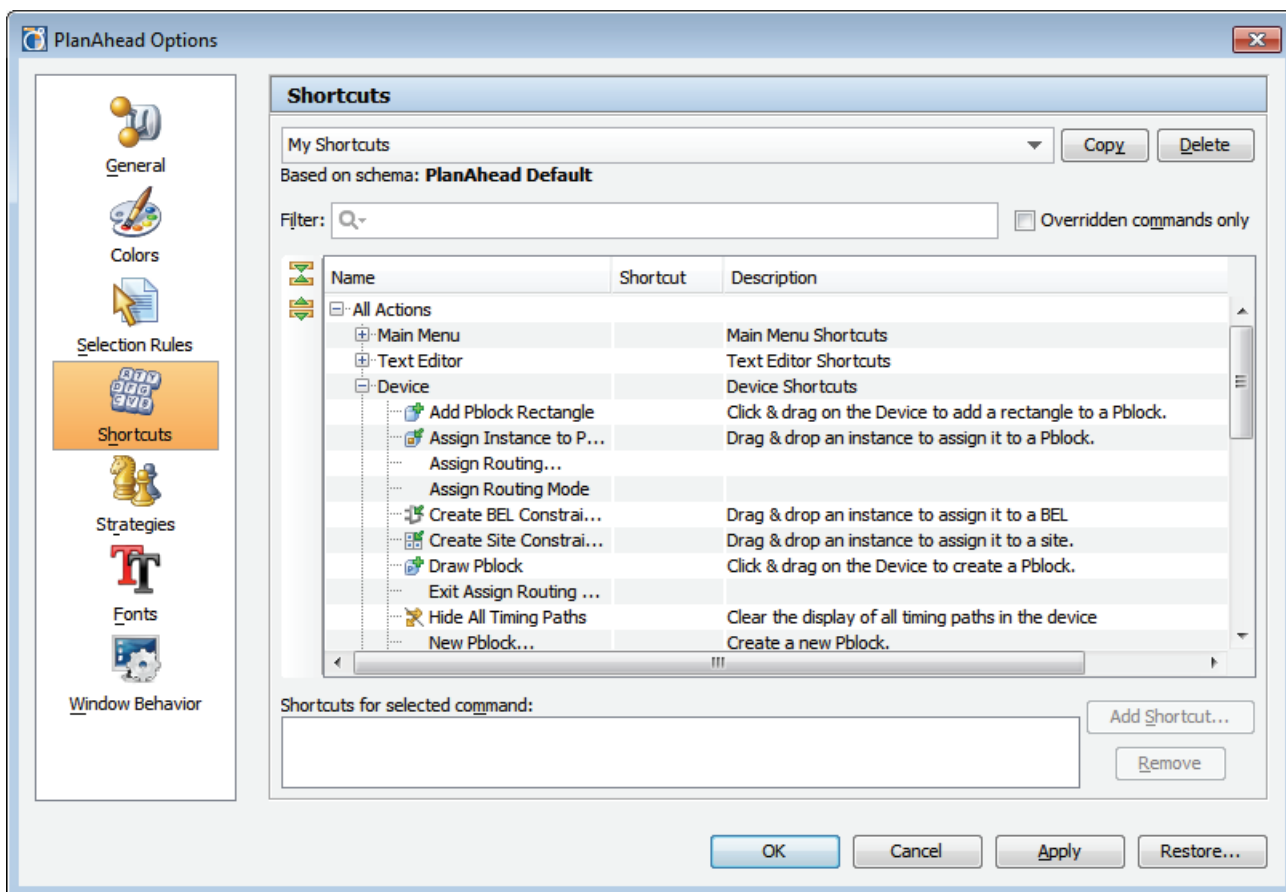 PlanAhead Options
General
Colors
Selection Rules
Shortcuts
Strategies
Fonts
Window Behavior
Shortcuts
My Shortcuts
Copy
Delete
Based on schema: PlanAhead Default
Filter:
Overridden commands only
Name Shortcut Description
All Actions
Main Menu Main Menu Shortcuts
Text Editor Text Editor Shortcuts
Device Device Shortcuts
Add Pblock Rectangle Click & drag on the Device to add a rectangle to a Pblock.
Assign Instance to P... Drag & drop an instance to assign it to a Pblock.
Assign Routing...
Assign Routing Mode
Create BEL Constrai... Drag & drop an instance to assign it to a BEL
Create Site Constrai... Drag & drop an instance to assign it to a site.
Draw Pblock Click & drag on the Device to create a Pblock.
Exit Assign Routing ...
Hide All Timing Paths Clear the display of all timing paths in the device
New Pblock... Create a new Pblock.
Shortcuts for selected command:
Add Shortcut...
Remove
OK
Cancel
Apply
Restore...